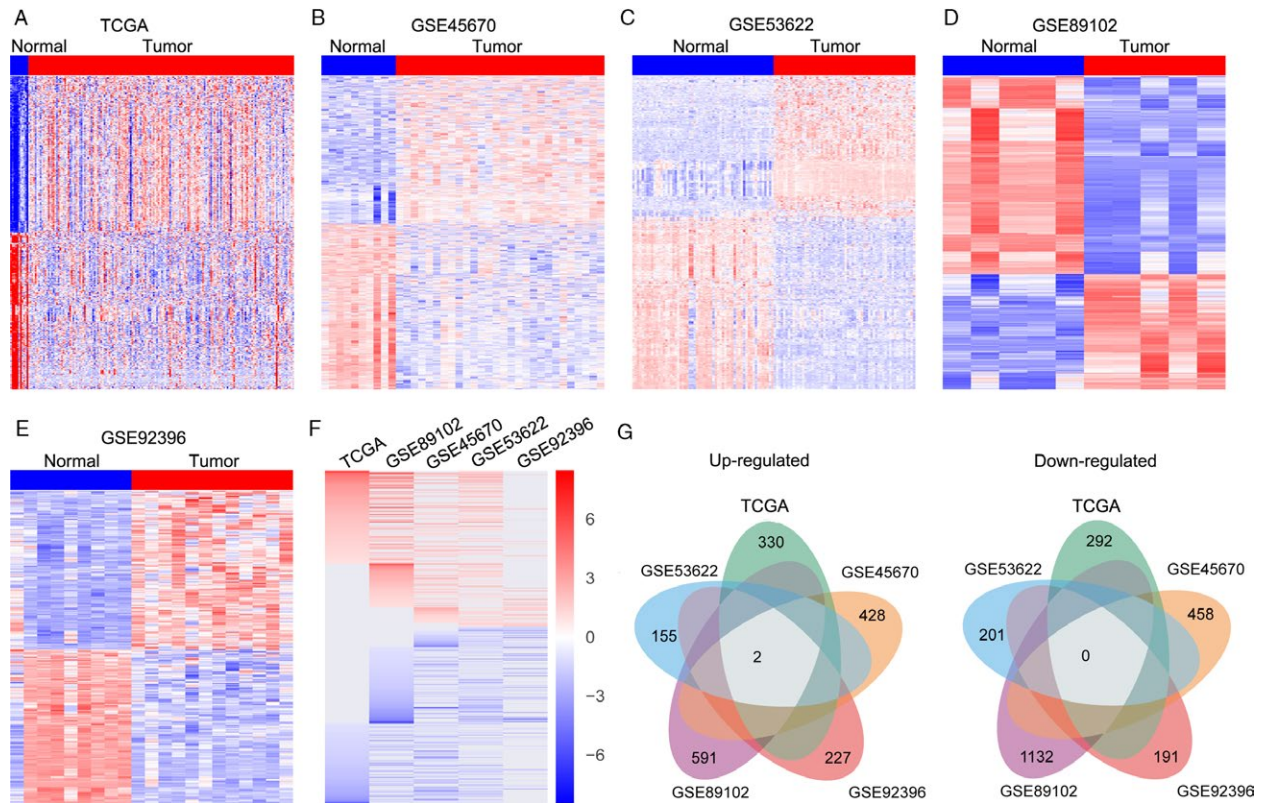 A
TCGA
Normal Tumor
B
GSE45670
Normal Tumor
C
GSE53622
Normal Tumor
D
GSE89102
Normal Tumor
E
GSE92396
Normal Tumor
F
TCGA GSE89102 GSE45670 GSE53622 GSE92396
6
3
0
−3
−6
G
Up-regulated
TCGA
330
GSE53622 GSE45670
428
155
2
591 227
GSE89102 GSE92396
Down-regulated
TCGA
292
GSE53622 GSE45670
458
201
0
1132 191
GSE89102 GSE92396